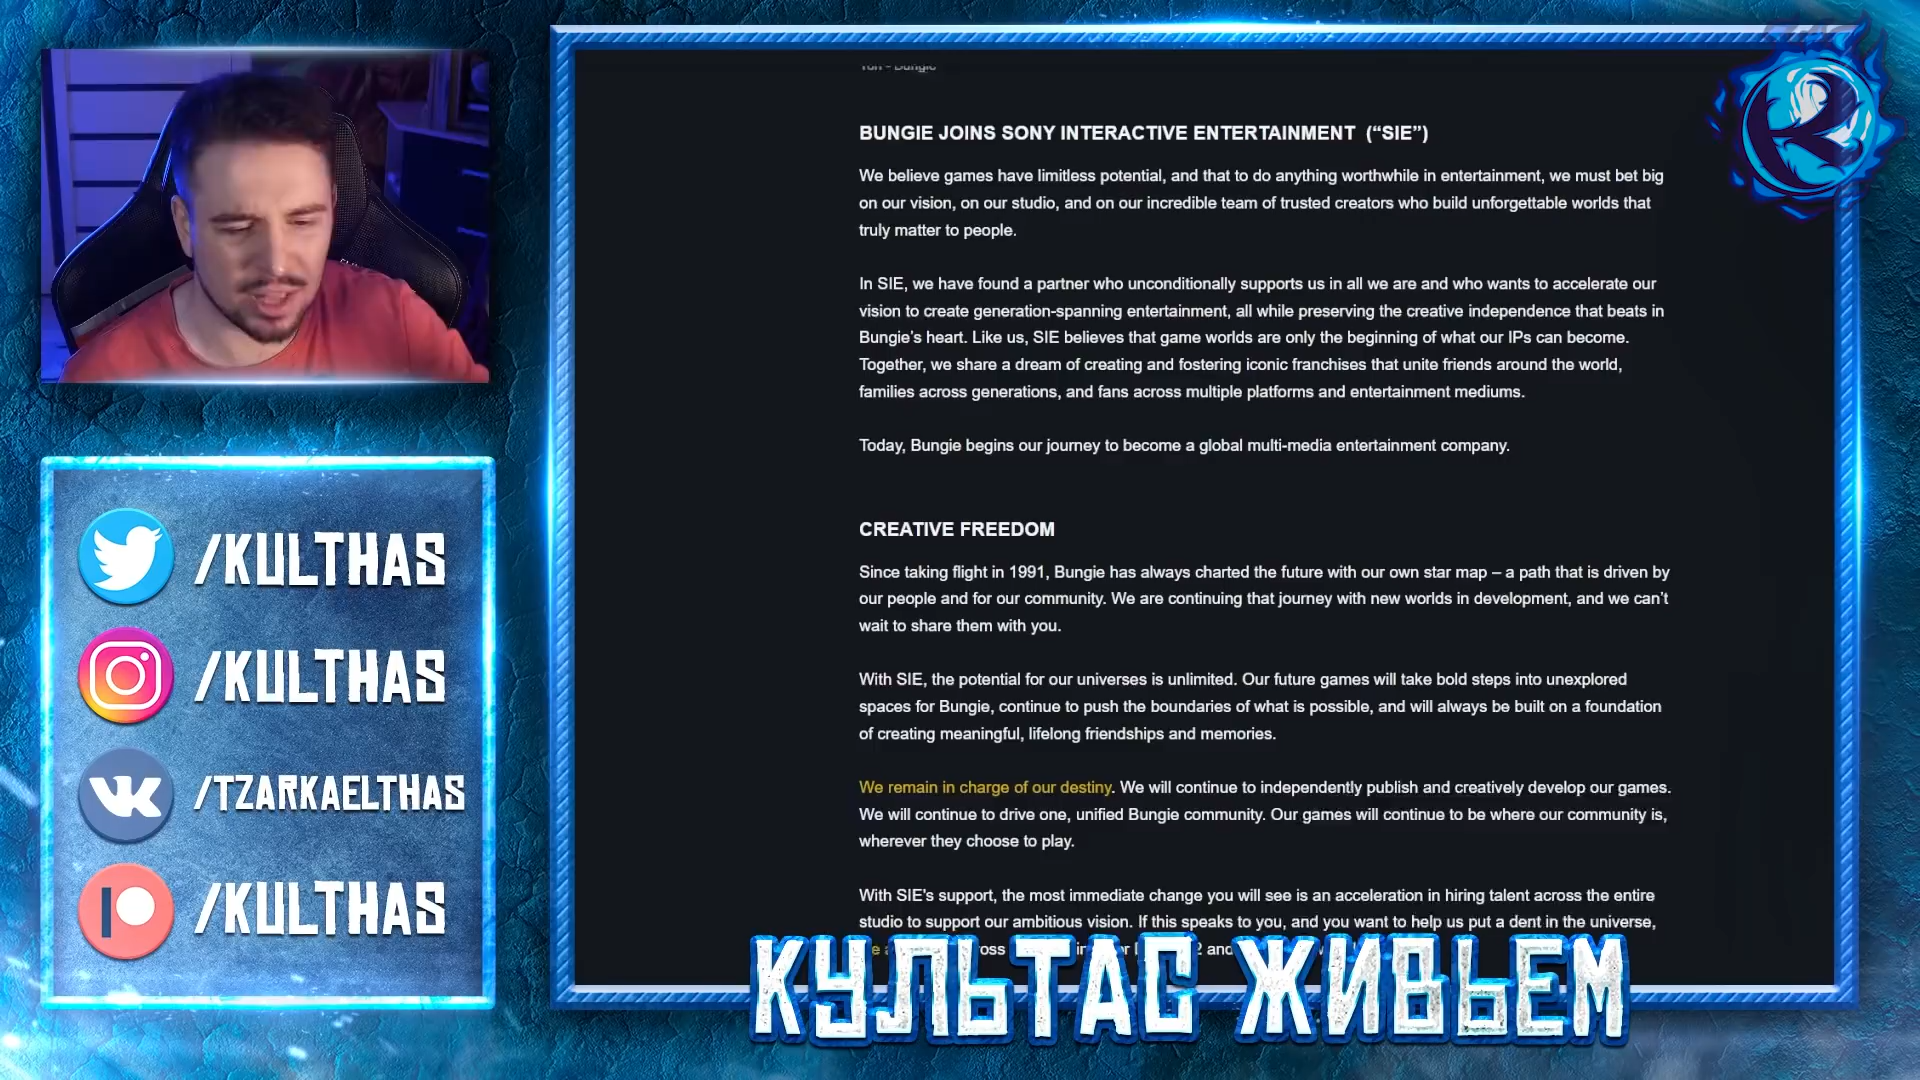 BUNGIE JOINS SONY INTERACTIVE ENTERTAINMENT (“SIE”)
We believe games have limitless potential, and that to do anything worthwhile in entertainment, we must bet big
on our vision, on our studio, and on our incredible team of trusted creators who build unforgettable worlds that
truly matter to people.
In SIE, we have found a partner who unconditionally supports us in all we are and who wants to accelerate our
vision to create generation-spanning entertainment, all while preserving the creative independence that beats in
Bungie’s heart. Like us, SIE believes that game worlds are only the beginning of what our IPs can become.
Together, we share a dream of creating and fostering iconic franchises that unite friends around the world,
families across generations, and fans across multiple platforms and entertainment mediums.
Today, Bungie begins our journey to become a global multi-media entertainment company.
CREATIVE FREEDOM
Since taking flight in 1991, Bungie has always charted the future with our own star map – a path that is driven by
our people and for our community. We are continuing that journey with new worlds in development, and we can’t
wait to share them with you.
With SIE, the potential for our universes is unlimited. Our future games will take bold steps into unexplored
spaces for Bungie, continue to push the boundaries of what is possible, and will always be built on a foundation
of creating meaningful, lifelong friendships and memories.
We remain in charge of our destiny. We will continue to independently publish and creatively develop our games.
We will continue to drive one, unified Bungie community. Our games will continue to be where our community is,
wherever they choose to play.
With SIE’s support, the most immediate change you will see is an acceleration in hiring talent across the entire
studio to support our ambitious vision. If this speaks to you, and you want to help us put a dent in the universe,
/KULTHAS
/KULTHAS
/TZARKAELTHAS
/KULTHAS
КУЛЬТАС ЖИВЬЕМ